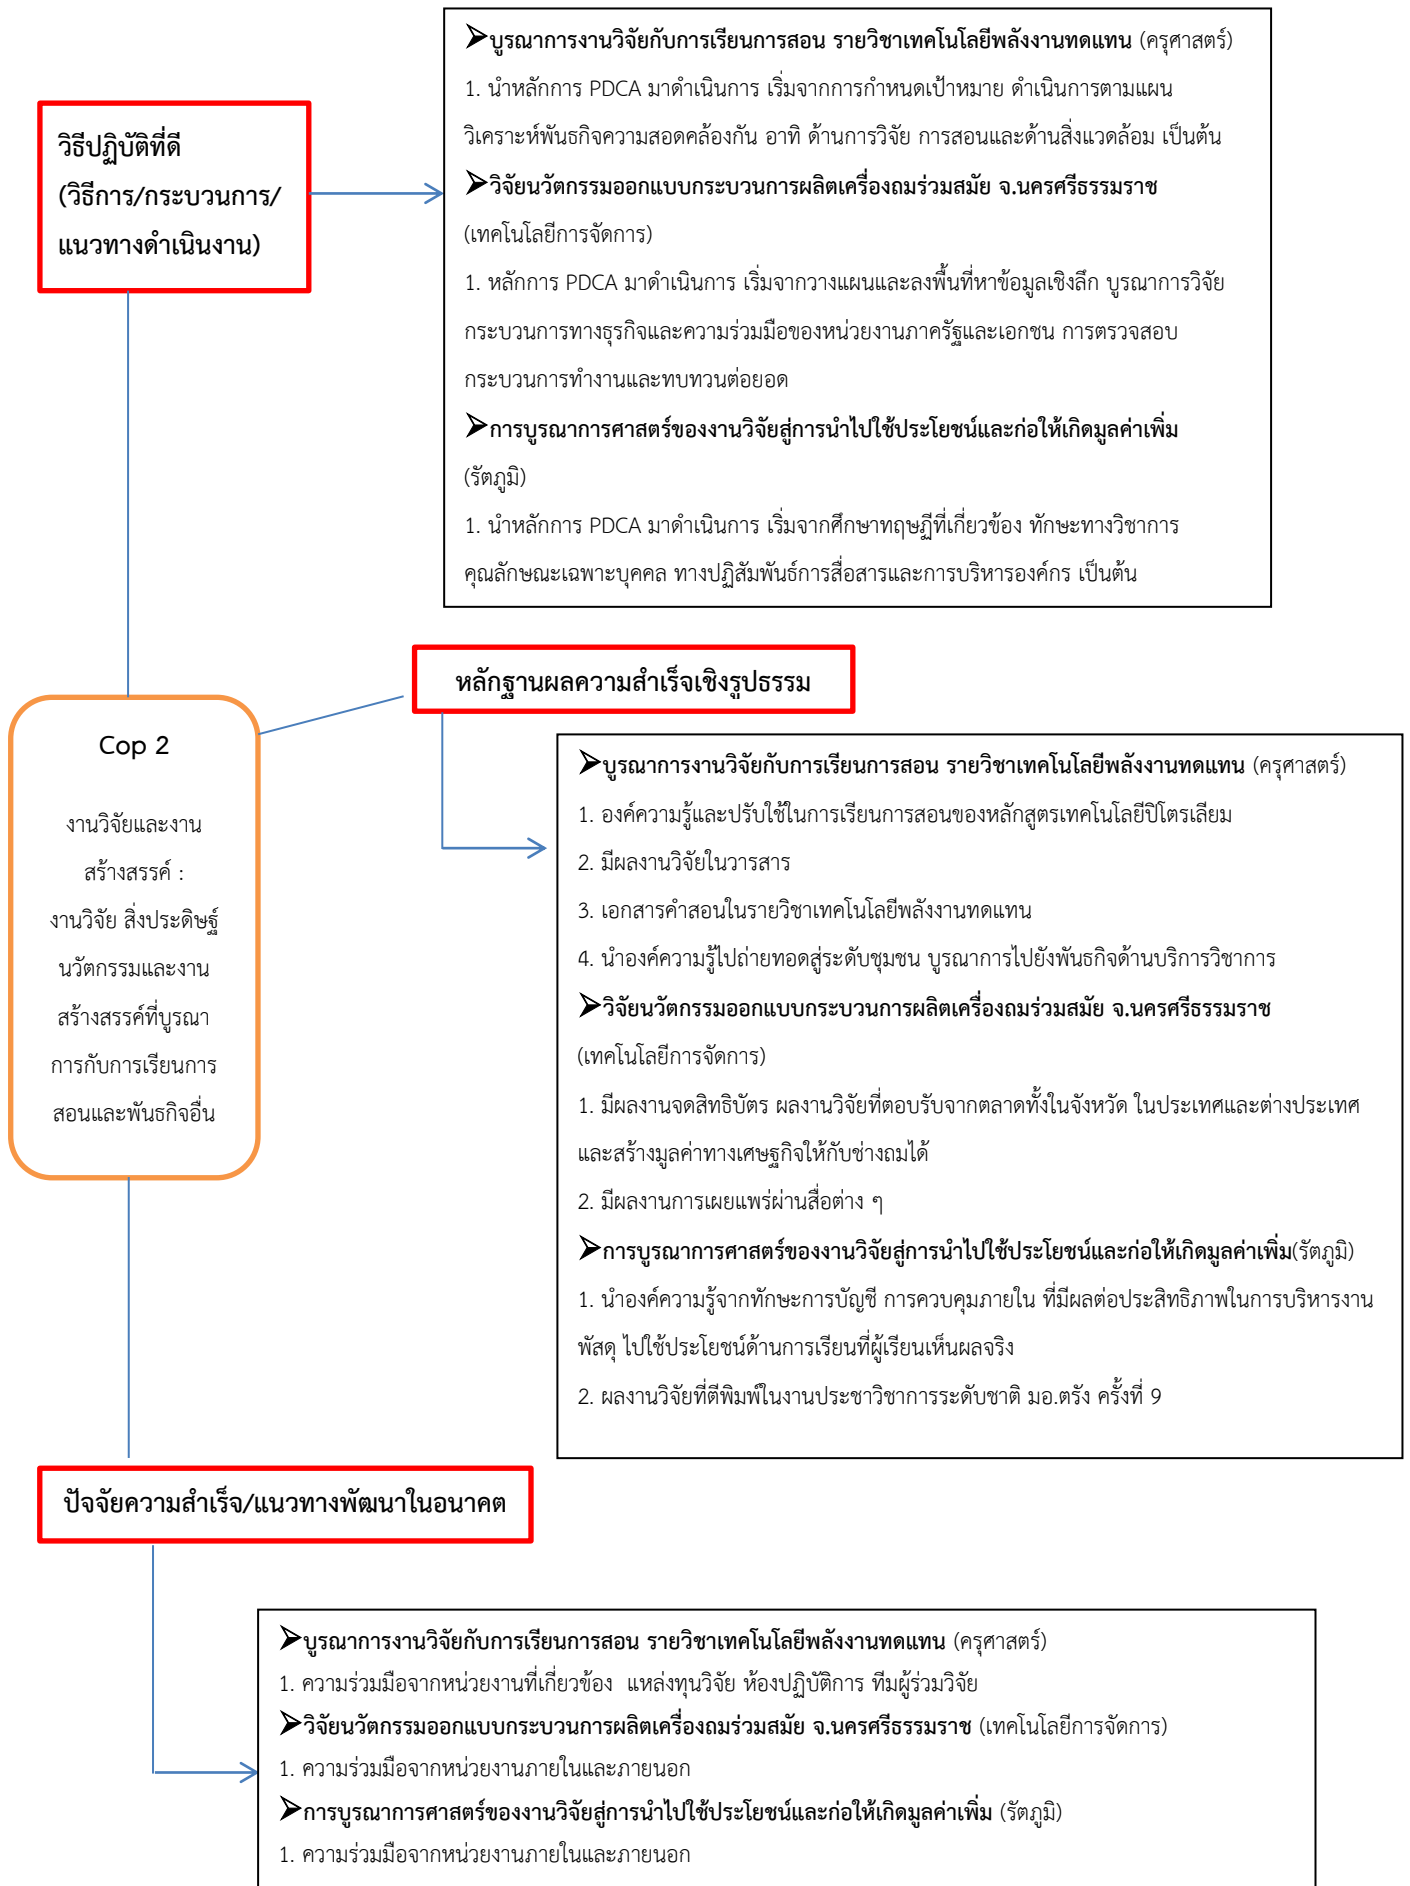 ➢บูรณาการงานวิจัยกับการเรียนการสอน รายวิชาเทคโนโลยีพลังงานทดแทน (ครุศาสตร์)
1. นำหลักการ PDCA มาดำเนินการ เริ่มจากการกำหนดเป้าหมาย ดำเนินการตามแผน
วิเคราะห์พันธกิจความสอดคล้องกัน อาทิ ด้านการวิจัย การสอนและด้านสิ่งแวดล้อม เป็นต้น
➢วิจัยนวัตกรรมออกแบบกระบวนการผลิตเครื่องถมร่วมสมัย จ.นครศรีธรรมราช
(เทคโนโลยีการจัดการ)
1. หลักการ PDCA มาดำเนินการ เริ่มจากวางแผนและลงพื้นที่หาข้อมูลเชิงลึก บูรณาการวิจัย
กระบวนการทางธุรกิจและความร่วมมือของหน่วยงานภาครัฐและเอกชน การตรวจสอบ
กระบวนการทำงานและทบทวนต่อยอด
➢การบูรณาการศาสตร์ของงานวิจัยสู่การนำไปใช้ประโยชน์และก่อให้เกิดมูลค่าเพิ่ม
(รัตภูมิ)
1. นำหลักการ PDCA มาดำเนินการ เริ่มจากศึกษาทฤษฎีที่เกี่ยวข้อง ทักษะทางวิชาการ
คุณลักษณะเฉพาะบุคคล ทางปฏิสัมพันธ์การสื่อสารและการบริหารองค์กร เป็นต้น
วิธีปฏิบัติที่ดี
(วิธีการ/กระบวนการ/
แนวทางดำเนินงาน)
หลักฐานผลความสำเร็จเชิงรูปธรรม
Cop 2
งานวิจัยและงาน
สร้างสรรค์ :
งานวิจัย สิ่งประดิษฐ์
นวัตกรรมและงาน
สร้างสรรค์ที่บูรณา
การกับการเรียนการ
สอนและพันธกิจอื่น
➢บูรณาการงานวิจัยกับการเรียนการสอน รายวิชาเทคโนโลยีพลังงานทดแทน (ครุศาสตร์)
1. องค์ความรู้และปรับใช้ในการเรียนการสอนของหลักสูตรเทคโนโลยีปิโตรเลียม
2. มีผลงานวิจัยในวารสาร
3. เอกสารคำสอนในรายวิชาเทคโนโลยีพลังงานทดแทน
4. นำองค์ความรู้ไปถ่ายทอดสู่ระดับชุมชน บูรณาการไปยังพันธกิจด้านบริการวิชาการ
➢วิจัยนวัตกรรมออกแบบกระบวนการผลิตเครื่องถมร่วมสมัย จ.นครศรีธรรมราช
(เทคโนโลยีการจัดการ)
1. มีผลงานจดสิทธิบัตร ผลงานวิจัยที่ตอบรับจากตลาดทั้งในจังหวัด ในประเทศและต่างประเทศ
และสร้างมูลค่าทางเศรษฐกิจให้กับช่างถมได้
2. มีผลงานการเผยแพร่ผ่านสื่อต่าง ๆ
➢การบูรณาการศาสตร์ของงานวิจัยสู่การนำไปใช้ประโยชน์และก่อให้เกิดมูลค่าเพิ่ม(รัตภูมิ)
1. นำองค์ความรู้จากทักษะการบัญชี การควบคุมภายใน ที่มีผลต่อประสิทธิภาพในการบริหารงาน
พัสดุ ไปใช้ประโยชน์ด้านการเรียนที่ผู้เรียนเห็นผลจริง
2. ผลงานวิจัยที่ตีพิมพ์ในงานประชาวิชาการระดับชาติ มอ.ตรัง ครั้งที่ 9
ปัจจัยความสำเร็จ/แนวทางพัฒนาในอนาคต
➢บูรณาการงานวิจัยกับการเรียนการสอน รายวิชาเทคโนโลยีพลังงานทดแทน (ครุศาสตร์)
1. ความร่วมมือจากหน่วยงานที่เกี่ยวข้อง แหล่งทุนวิจัย ห้องปฏิบัติการ ทีมผู้ร่วมวิจัย
➢วิจัยนวัตกรรมออกแบบกระบวนการผลิตเครื่องถมร่วมสมัย จ.นครศรีธรรมราช (เทคโนโลยีการจัดการ)
1. ความร่วมมือจากหน่วยงานภายในและภายนอก
➢การบูรณาการศาสตร์ของงานวิจัยสู่การนำไปใช้ประโยชน์และก่อให้เกิดมูลค่าเพิ่ม (รัตภูมิ)
1. ความร่วมมือจากหน่วยงานภายในและภายนอก